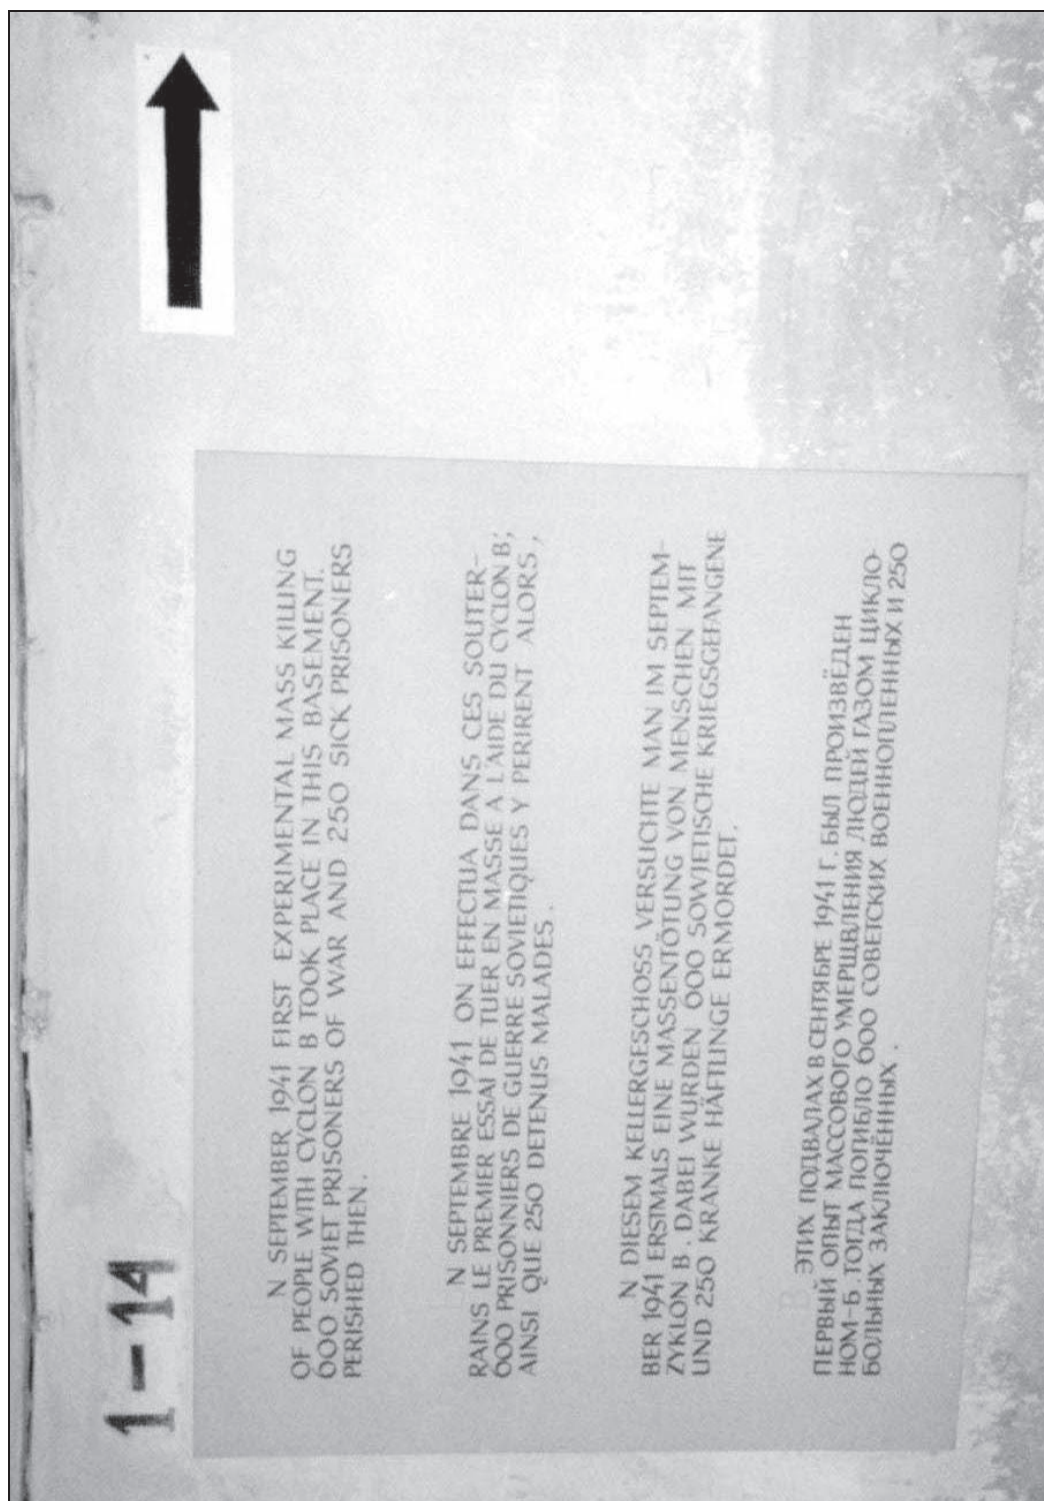 1-14
N SEPTEMBER 1941 FIRST EXPERIMENTAL MASS KILLING
OF PEOPLE WITH CYCLON B TOOK PLACE IN THIS BASEMENT.
600 SOVIET PRISONERS OF WAR AND 250 SICK PRISONERS
PERISHED THEN.
N SEPTEMBRE 1941 ON EFFECTUA DANS CES SOUTER-
RAINS LE PREMIER ESSAI DE TUER EN MASSE A L'AIDE DU CYCLON B;
600 PRISONNIERS DE GUERRE SOVIETIQUES Y PERIRENT ALORS,
AINSI QUE 250 DETENUS MALADES.
N DIESEM KELLERGESCHOSS VERSUCHTE MAN IM SEPTEM-
BER 1941 ERSTMALS EINE MASSENTÖTUNG VON MENSCHEN MIT
ZYKLON B. DABEI WURDEN 600 SOWJETISCHE KRIEGSGEFANGENE
UND 250 KRANKE HÄFTLINGE ERMORDET.
ЭТИХ ПОДВАЛАХ В СЕНТЯБРЕ 1941 Г. БЫЛ ПРОИЗВЁДЕН
ПЕРВЫЙ ОПЫТ МАССОВОГО УМЕРЩВЛЕНИЯ ЛЮДЕЙ ГАЗОМ ЦИКЛО-
НОМ-Б. ТОГДА ПОГИБЛО 600 СОВЕТСКИХ ВОЕННОПЛЕННЫХ И 250
БОЛЬНЫХ ЗАКЛЮЧЁННЫХ.